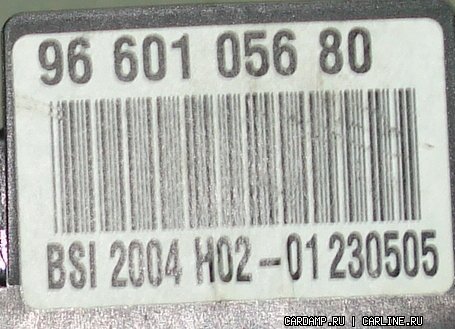 96 601 056 80
BSI 2004 H02-01 230505
CARDAMP.RU | CARLINE.RU